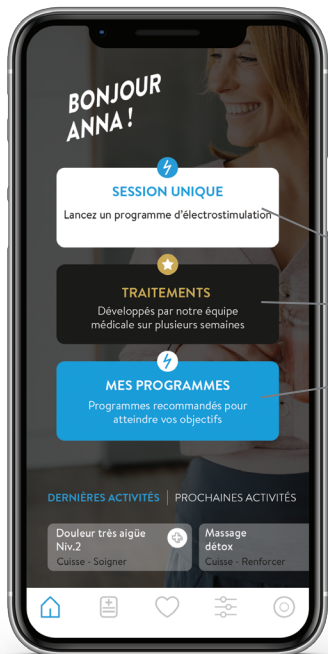 BONJOUR
ANNA !
SESSION UNIQUE
Lancez un programme d'électrostimulation
TRAITEMENTS
Développés par notre équipe
médicale sur plusieurs semaines
MES PROGRAMMES
Programmes recommandés pour
atteindre vos objectifs
DERNIÈRES ACTIVITÉS | PROCHAINES ACTIVITÉS
Douleur très aigüe
Niv.2
Cuisse - Soigner
Massage
détox
Cuisse - Renforcer